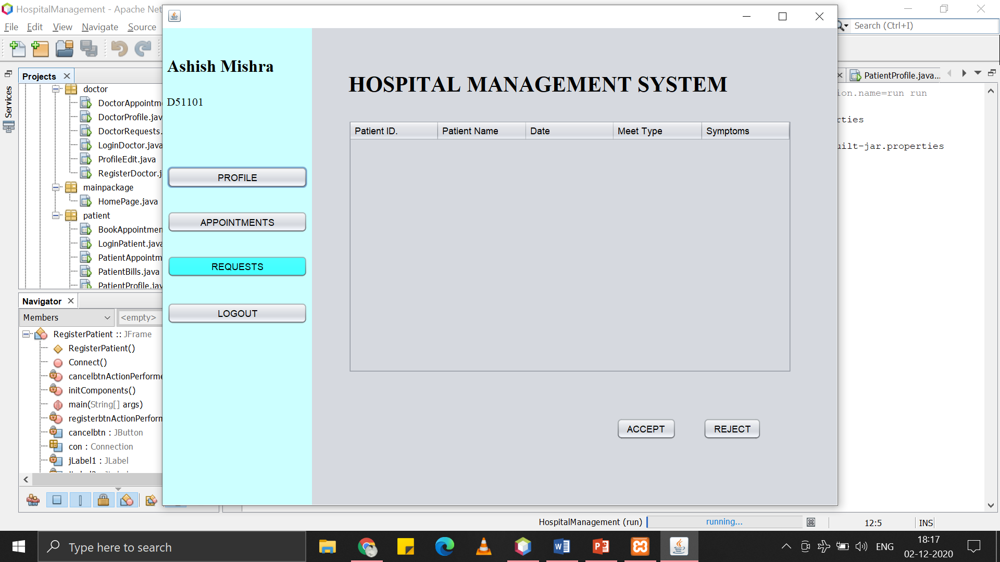 HospitalManagement - Apache Net
File Edit View Navigate Source
Search (Ctrl+I)
Projects
Services
doctor
DoctorAppointm
DoctorProfile.jav
DoctorRequests.
LoginDoctor.java
ProfileEdit.java
RegisterDoctor.j
mainpackage
HomePage.java
patient
BookAppointmen
LoginPatient.java
PatientAppointm
PatientBills.java
PatientProfile.jav
Navigator
Members
<empty>
RegisterPatient :: JFrame
RegisterPatient()
Connect()
cancelbtnActionPerforme
initComponents()
main(String[] args)
registerbtnActionPerform
cancelbtn : JButton
con : Connection
jLabel1 : JLabel
Ashish Mishra
D51101
PROFILE
APPOINTMENTS
REQUESTS
LOGOUT
HOSPITAL MANAGEMENT SYSTEM
Patient ID. Patient Name Date Meet Type Symptoms
ACCEPT REJECT
PatientProfile.java...
ion.name=run run
rties
uilt-jar.properties
HospitalManagement (run) running... 12:5 INS
Type here to search
ENG
18:17
02-12-2020